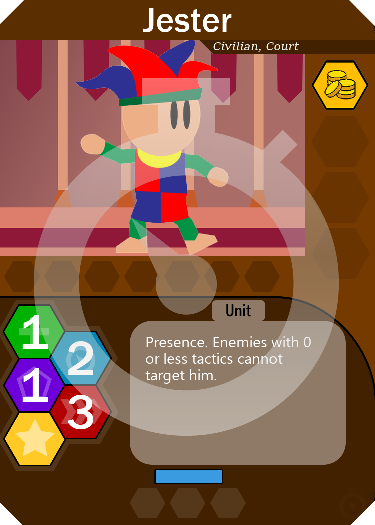 Jester
Civilian, Court
Unit
1
2
1
3
Presence. Enemies with 0
or less tactics cannot
target him.